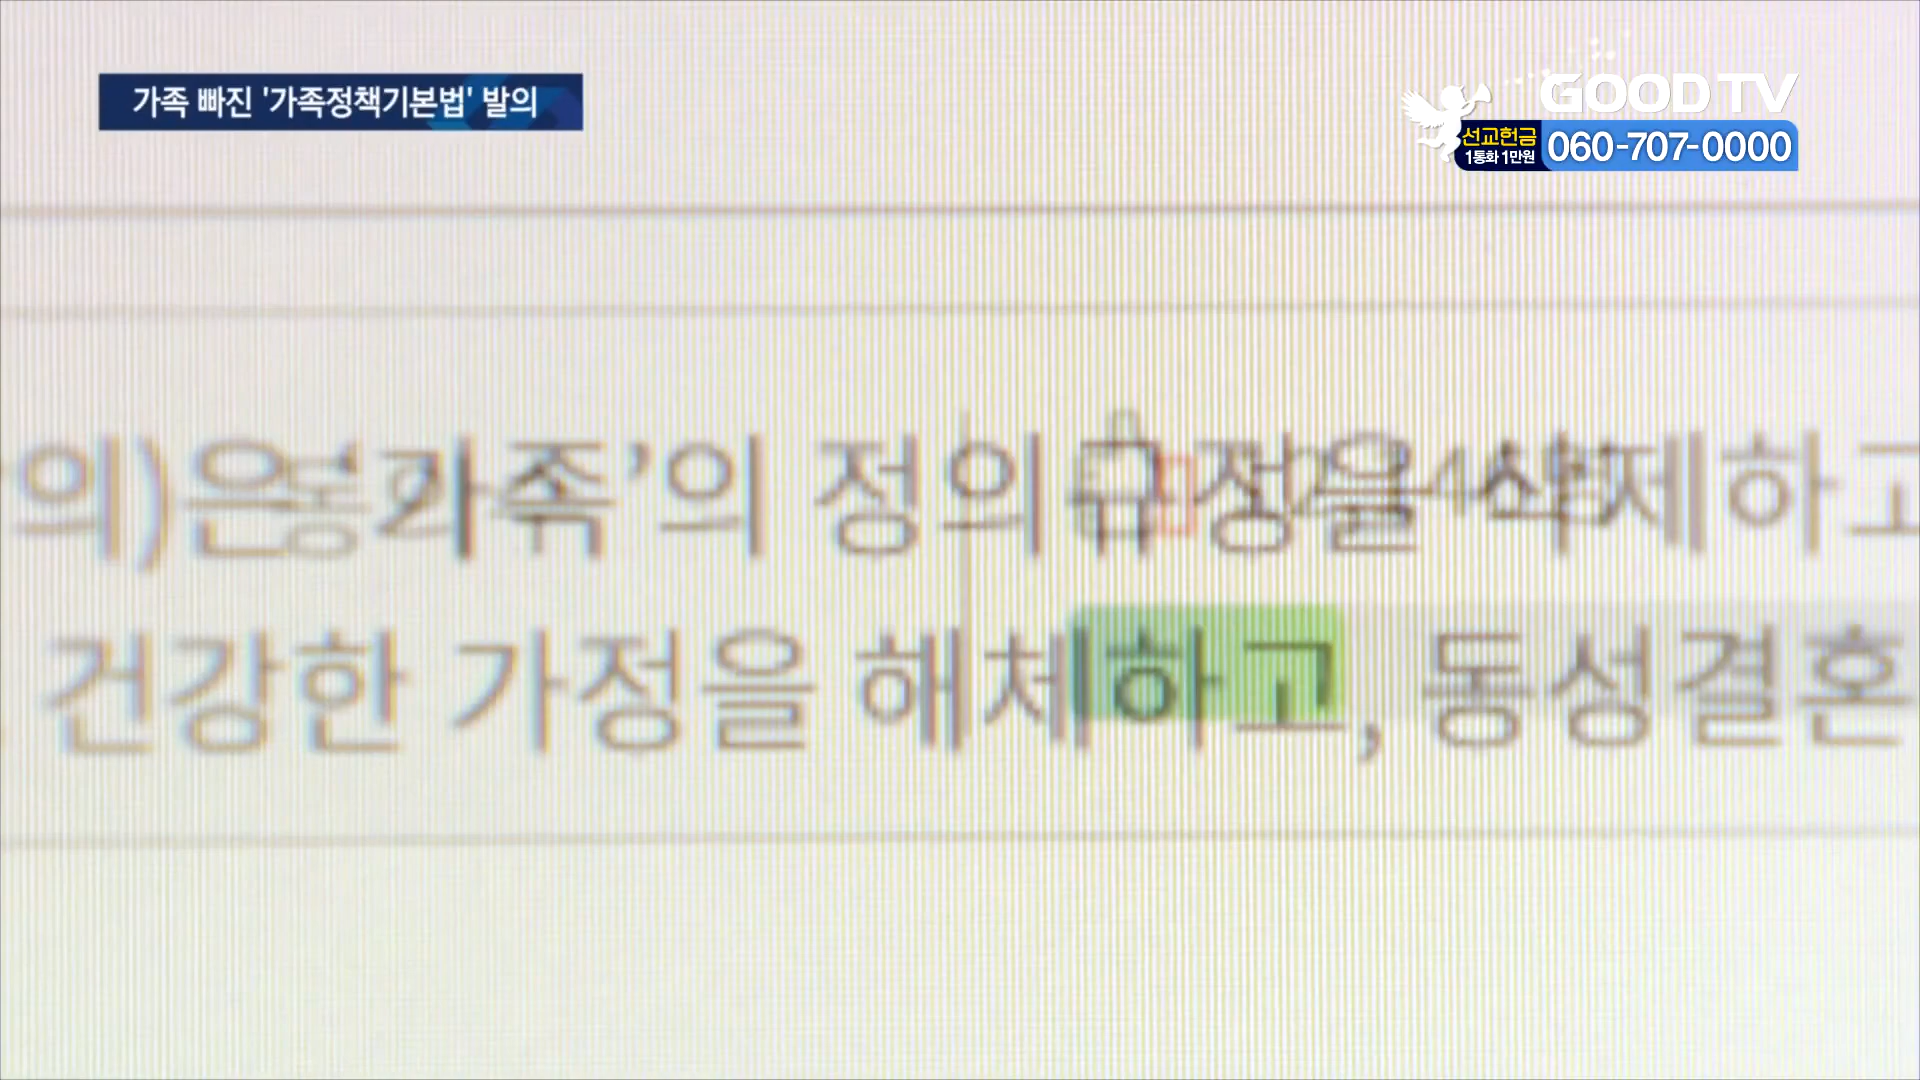 가족 빠진 '가족정책기본법' 발의
GOODTV
선교헌금
1통화 1만원
060-707-0000
의)은 가족’의 정의 규정을 삭제하고
건강한 가정을 해체하고, 동성결혼